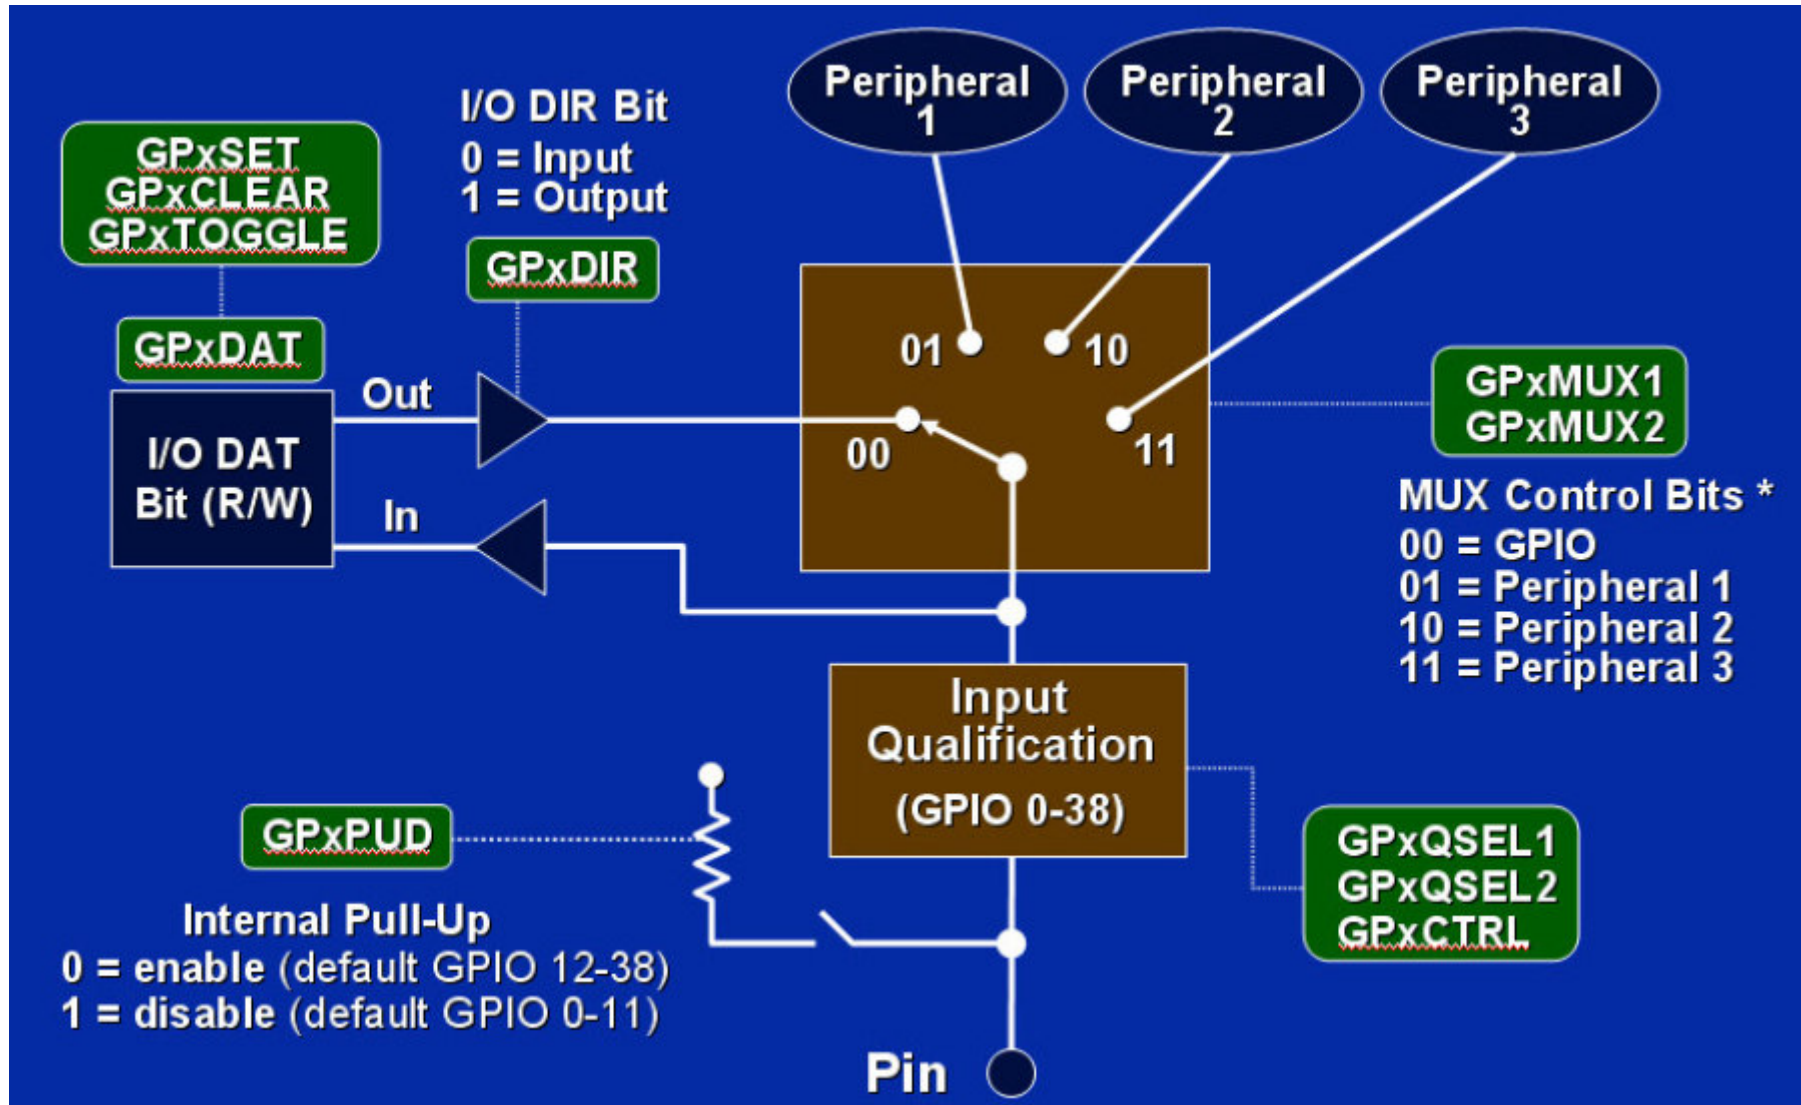 Peripheral
1
Peripheral
2
Peripheral
3
I/O DIR Bit
0 = Input
1 = Output
GPxSET
GPxCLEAR
GPxTOGGLE
GPxDIR
GPxDAT
Out
I/O DAT
Bit (R/W)
In
01
10
00
11
GPxMUX1
GPxMUX2
MUX Control Bits *
00 = GPIO
01 = Peripheral 1
10 = Peripheral 2
11 = Peripheral 3
Input
Qualification
(GPIO 0-38)
GPxPUD
Internal Pull-Up
0 = enable (default GPIO 12-38)
1 = disable (default GPIO 0-11)
GPxQSEL1
GPxQSEL2
GPxCTRL
Pin